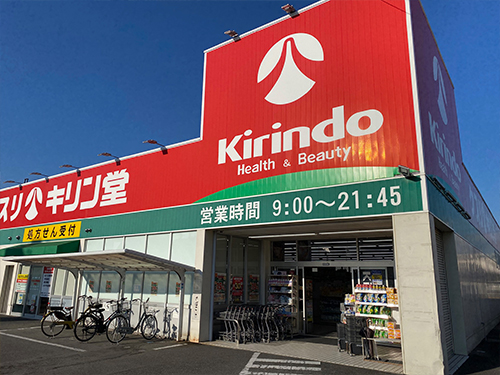 Kirindo
Health & Beauty
スリ キリン堂
営業時間 9:00～21:45
処方せん受付